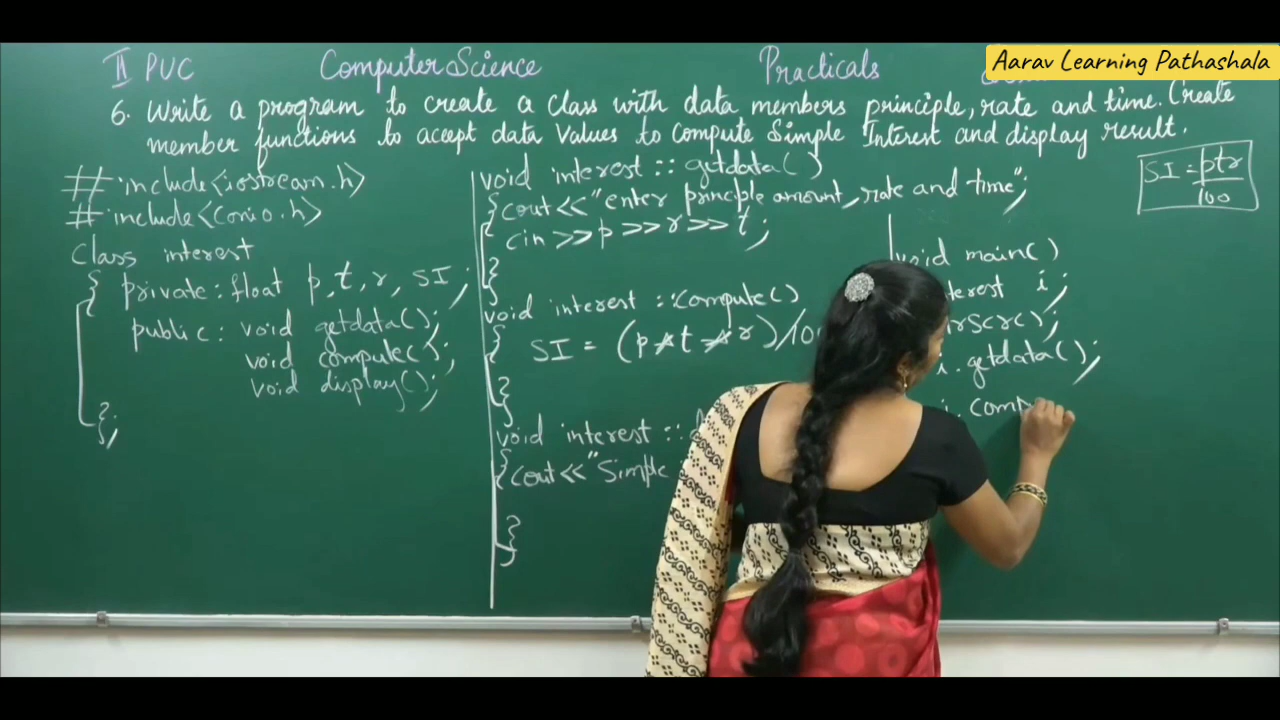 Aarav Learning Pathashala
II PUC Computer Science Practicals
6. Write a program to create a class with data members principle, rate and time. Create
member functions to accept data values to compute Simple Interest and display result.
SI = ptr
100
#include<iostream.h>
#include<conio.h>
Class interest
{ private: float p, t, r, SI;
public: void getdata();
void compute();
void display();
};
void interest :: getdata()
{cout<<"enter principle amount, rate and time";
cin >>p >>r >> t;
}
void interest :: compute()
{ SI = (p*t*r)/10
}
void interest ::
{cout<<"Simple
}
void main()
i;
();
i. getdata();
i. comp